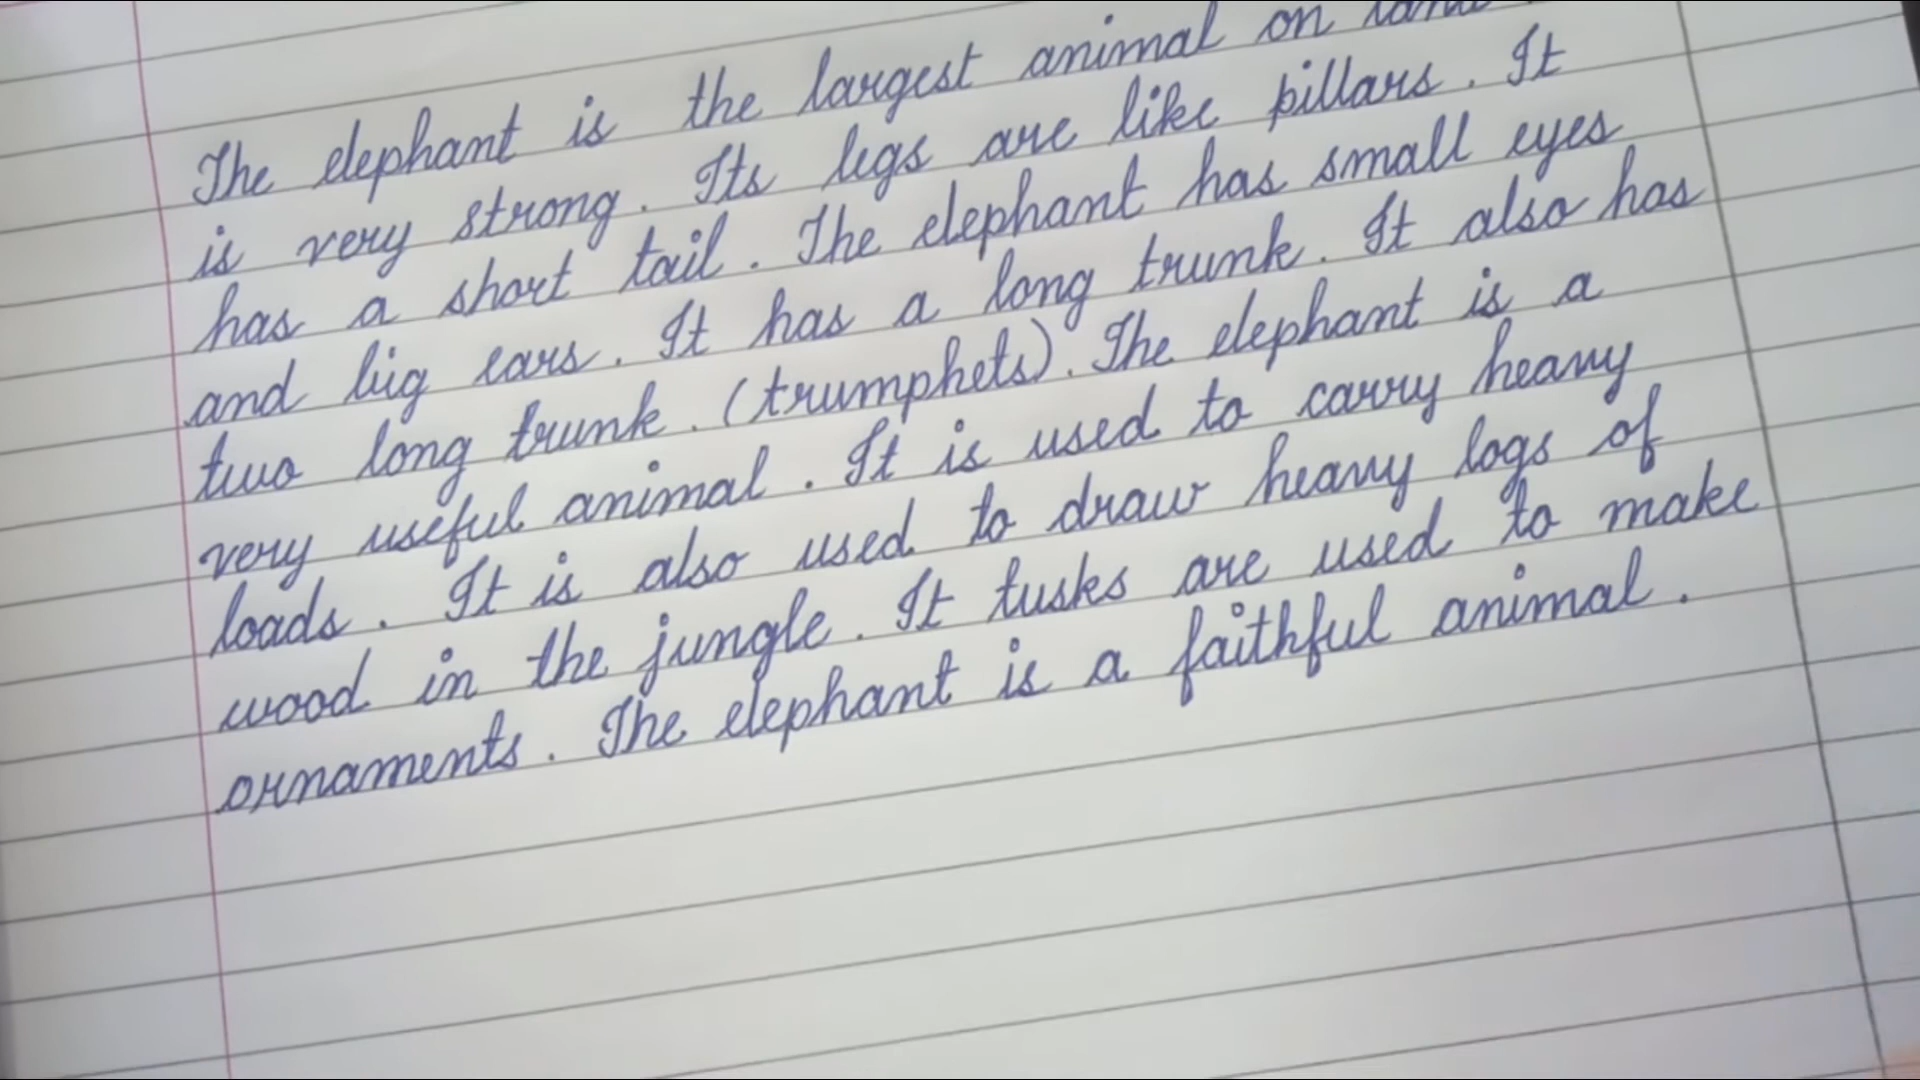 The elephant is the largest animal on
is very strong. Its legs are like pillars. It
has a short tail. The elephant has small eyes
and big ears. It has a long trunk. It also has
two long trunk. (trumphets). The elephant is a
very useful animal. It is used to carry heavy
loads. It is also used to draw heavy logs of
wood in the jungle. It tusks are used to make
ornaments. The elephant is a faithful animal.